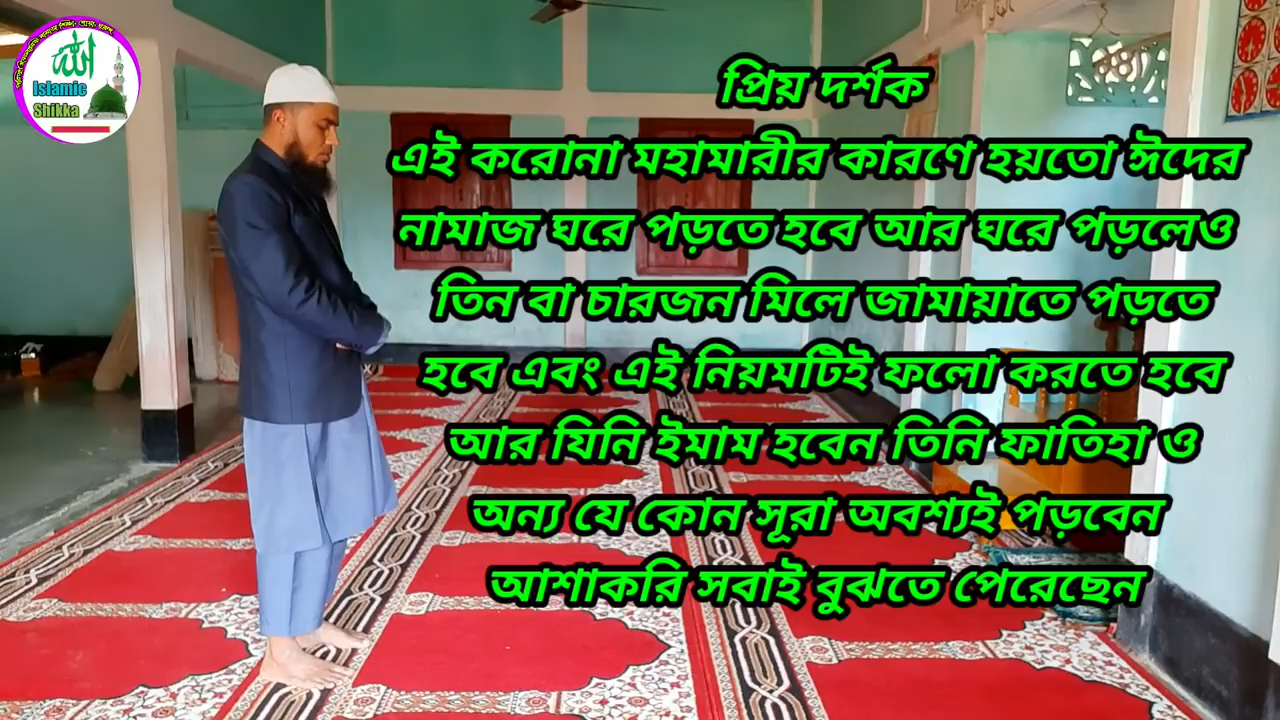 الله
Islamic
Shikka
প্রিয় দর্শক
এই করোনা মহামারীর কারণে হয়তো ঈদের
নামাজ ঘরে পড়তে হবে আর ঘরে পড়লেও
তিন বা চারজন মিলে জামায়াতে পড়তে
হবে এবং এই নিয়মটিই ফলো করতে হবে
আর যিনি ইমাম হবেন তিনি ফাতিহা ও
অন্য যে কোন সূরা অবশ্যই পড়বেন
আশাকরি সবাই বুঝতে পেরেছেন